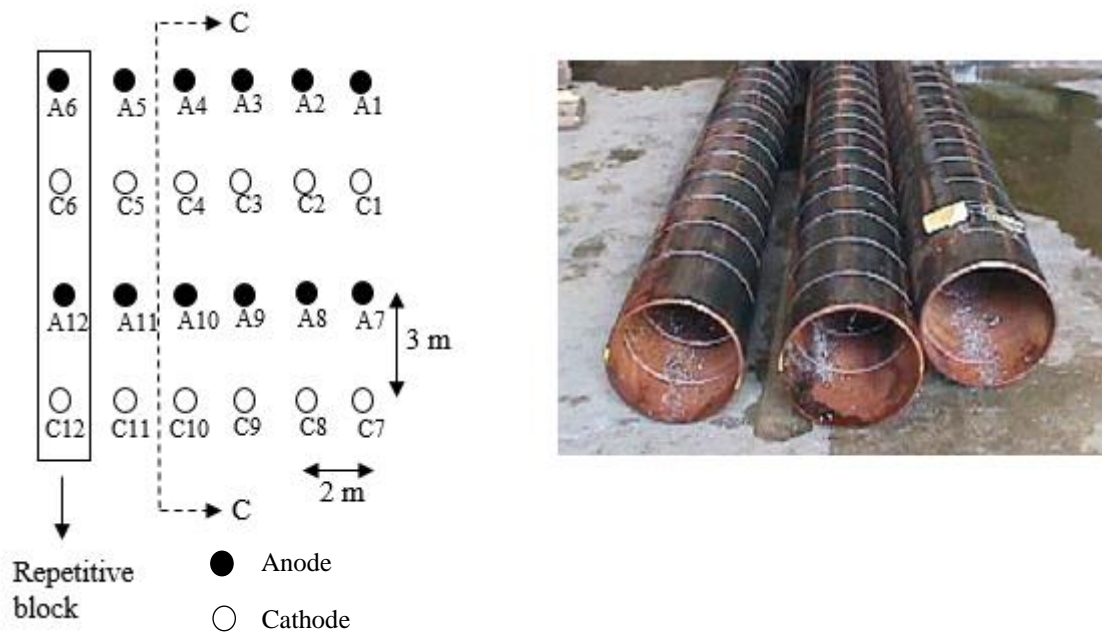 C
A6 A5 A4 A3 A2 A1
C6 C5 C4 C3 C2 C1
A12 A11 A10 A9 A8 A7
3 m
C12 C11 C10 C9 C8 C7
2 m
C
Repetitive
block
Anode
Cathode